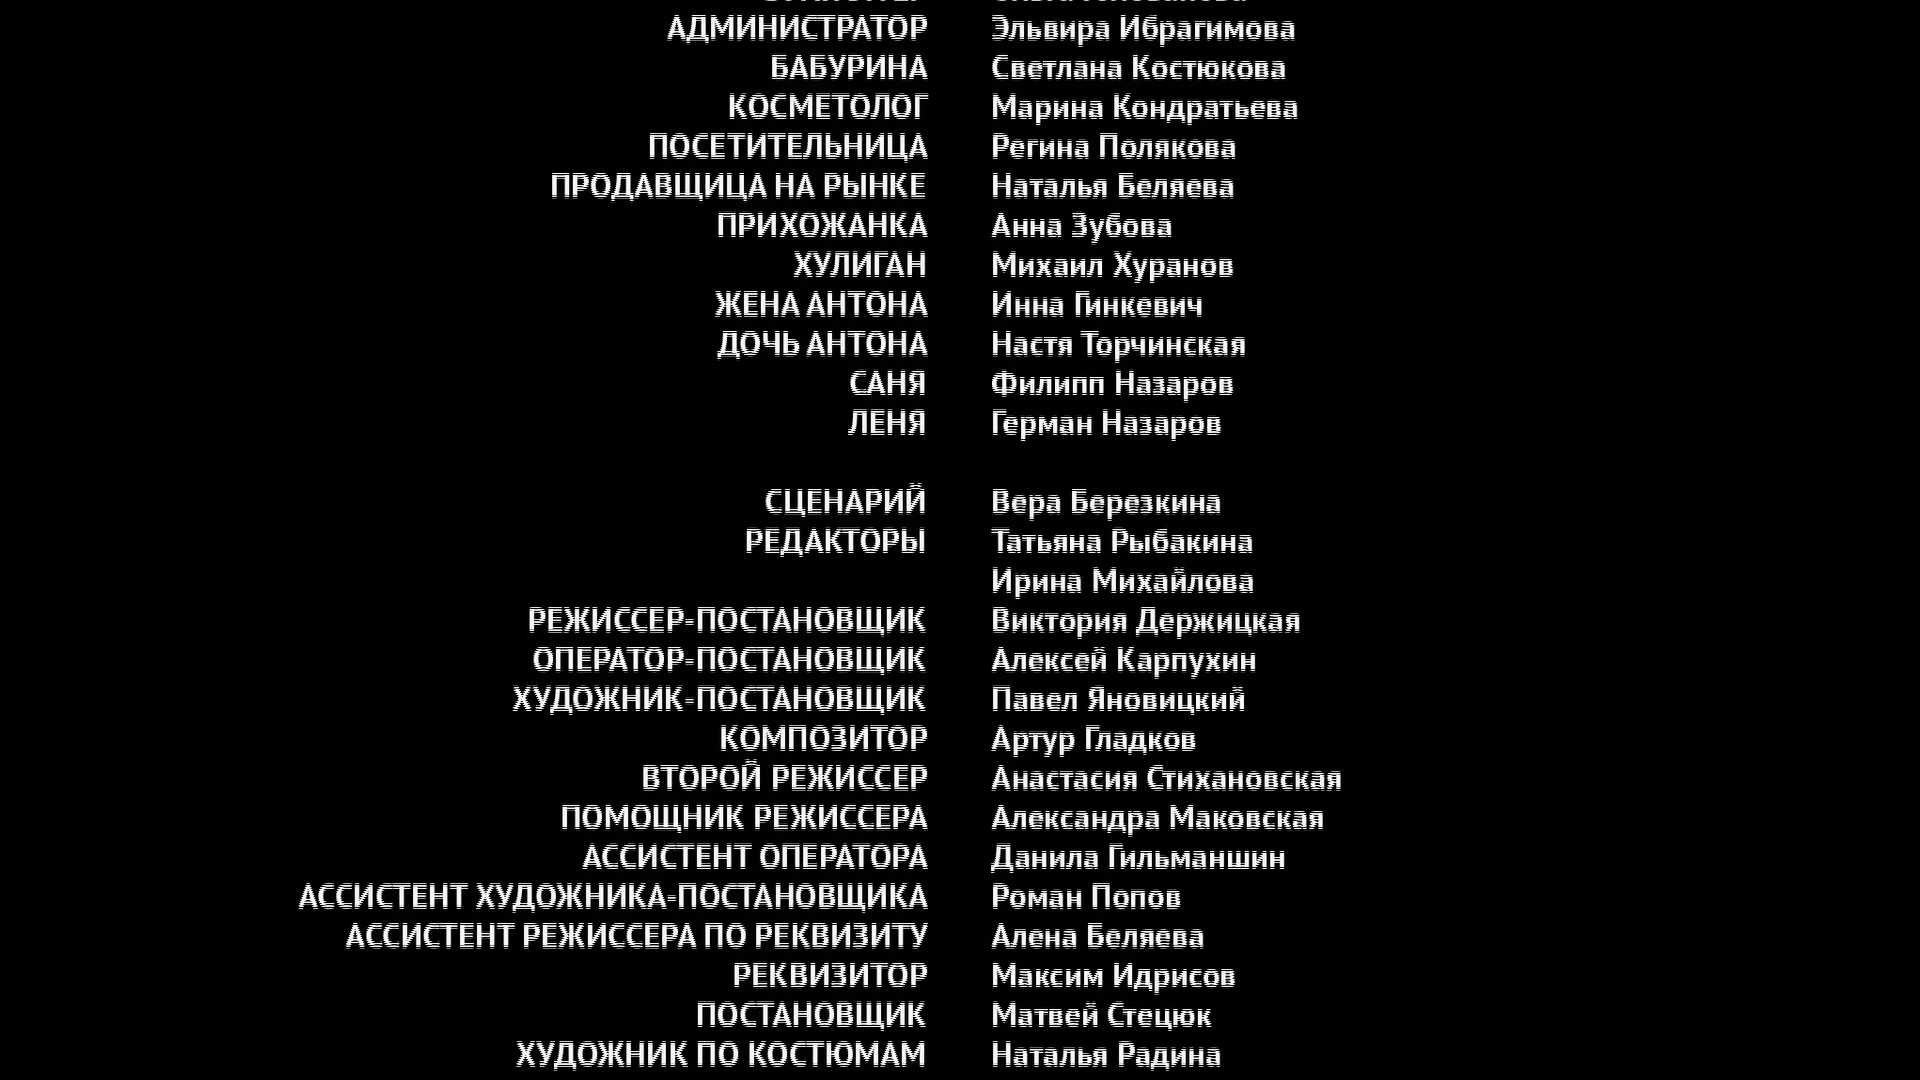 АДМИНИСТРАТОР Эльвира Ибрагимова
БАБУРИНА Светлана Костюкова
КОСМЕТОЛОГ Марина Кондратьева
ПОСЕТИТЕЛЬНИЦА Регина Полякова
ПРОДАВЩИЦА НА РЫНКЕ Наталья Беляева
ПРИХОЖАНКА Анна Зубова
ХУЛИГАН Михаил Хуранов
ЖЕНА АНТОНА Инна Гинкевич
ДОЧЬ АНТОНА Настя Торчинская
САНЯ Филипп Назаров
ЛЕНЯ Герман Назаров
СЦЕНАРИЙ Вера Березкина
РЕДАКТОРЫ Татьяна Рыбакина
Ирина Михайлова
РЕЖИССЕР-ПОСТАНОВЩИК Виктория Держицкая
ОПЕРАТОР-ПОСТАНОВЩИК Алексей Карпухин
ХУДОЖНИК-ПОСТАНОВЩИК Павел Яновицкий
КОМПОЗИТОР Артур Гладков
ВТОРОЙ РЕЖИССЕР Анастасия Стихановская
ПОМОЩНИК РЕЖИССЕРА Александра Маковская
АССИСТЕНТ ОПЕРАТОРА Данила Гильманшин
АССИСТЕНТ ХУДОЖНИКА-ПОСТАНОВЩИКА Роман Попов
АССИСТЕНТ РЕЖИССЕРА ПО РЕКВИЗИТУ Алена Беляева
РЕКВИЗИТОР Максим Идрисов
ПОСТАНОВЩИК Матвей Стецюк
ХУДОЖНИК ПО КОСТЮМАМ Наталья Радина